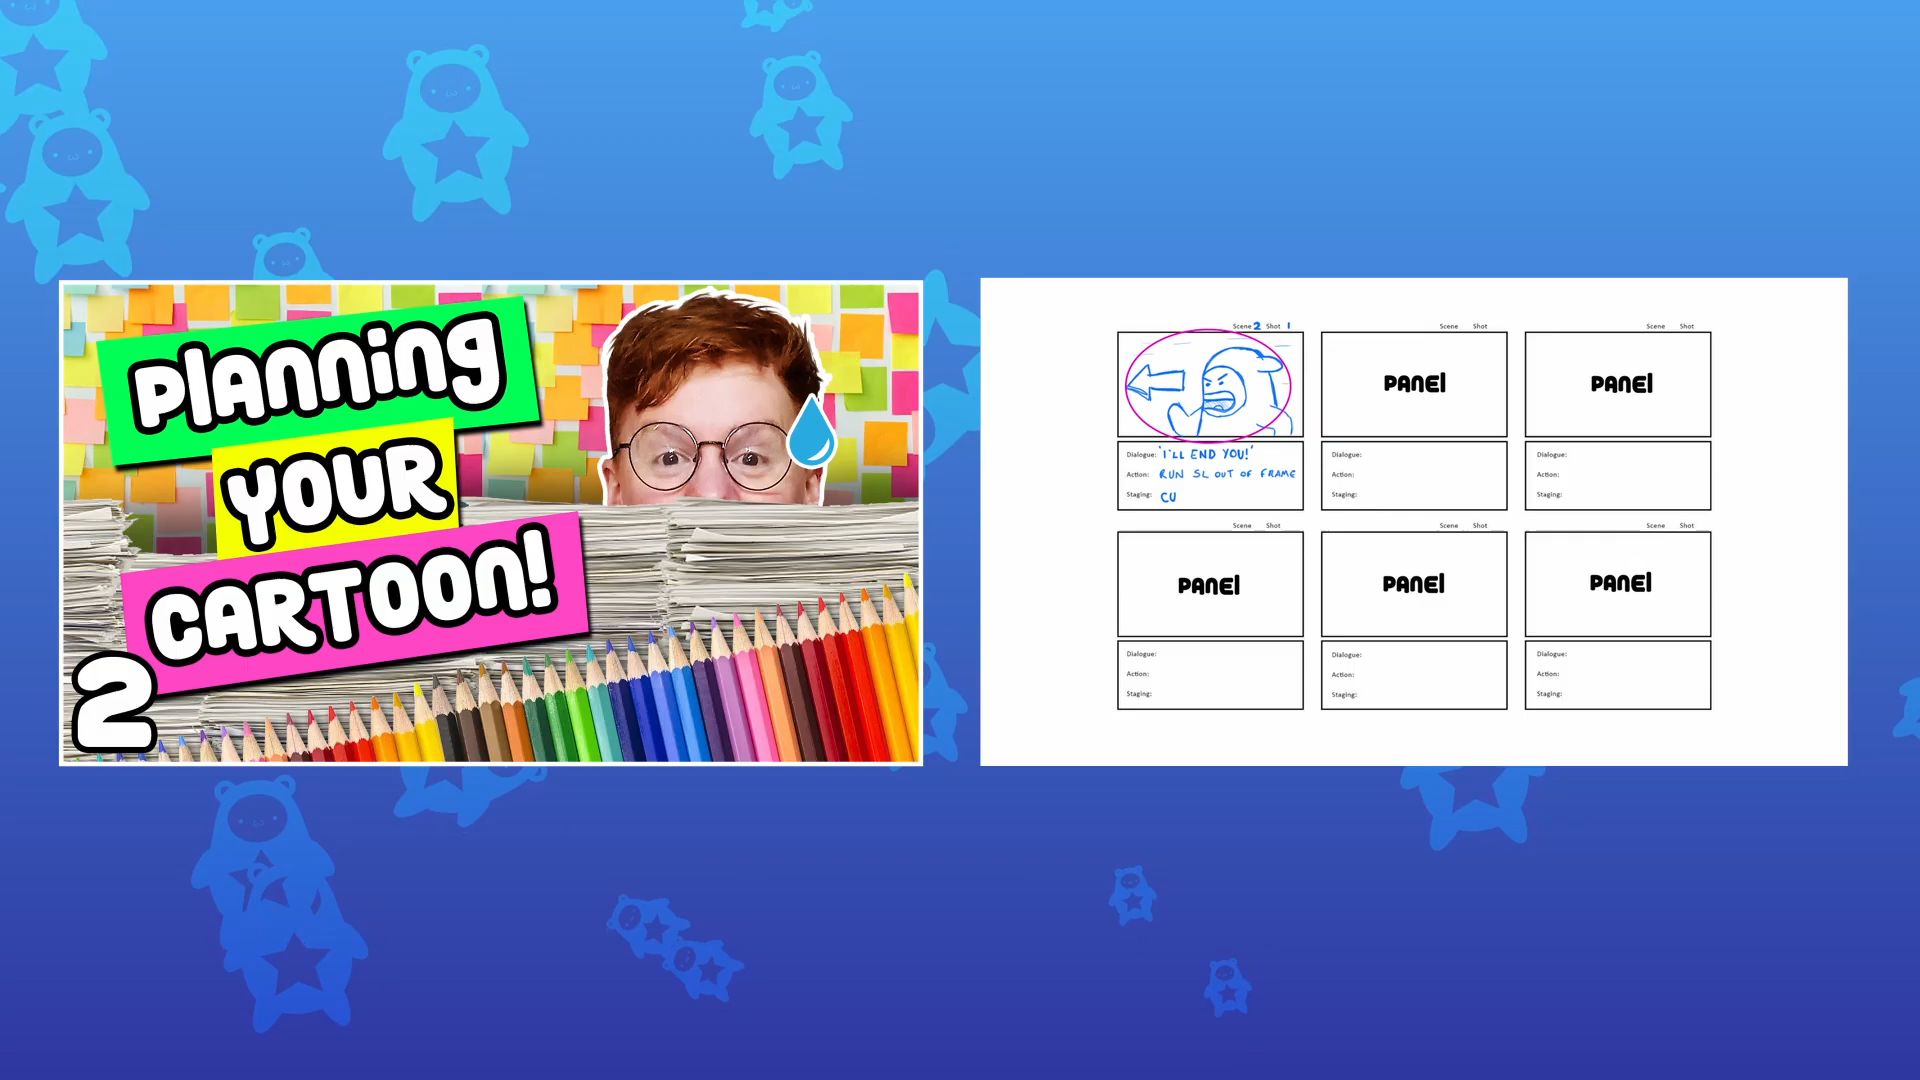 Planning
YOUR
CARTOON!
2
Scene 2 Shot 1
Scene Shot
Scene Shot
PANEL
PANEL
Dialogue: 'I'LL END YOU!'
Action: RUN SL OUT OF FRAME
Staging: CU
Dialogue:
Action:
Staging:
Dialogue:
Action:
Staging:
Scene Shot
Scene Shot
Scene Shot
PANEL
PANEL
PANEL
Dialogue:
Action:
Staging:
Dialogue:
Action:
Staging:
Dialogue:
Action:
Staging: